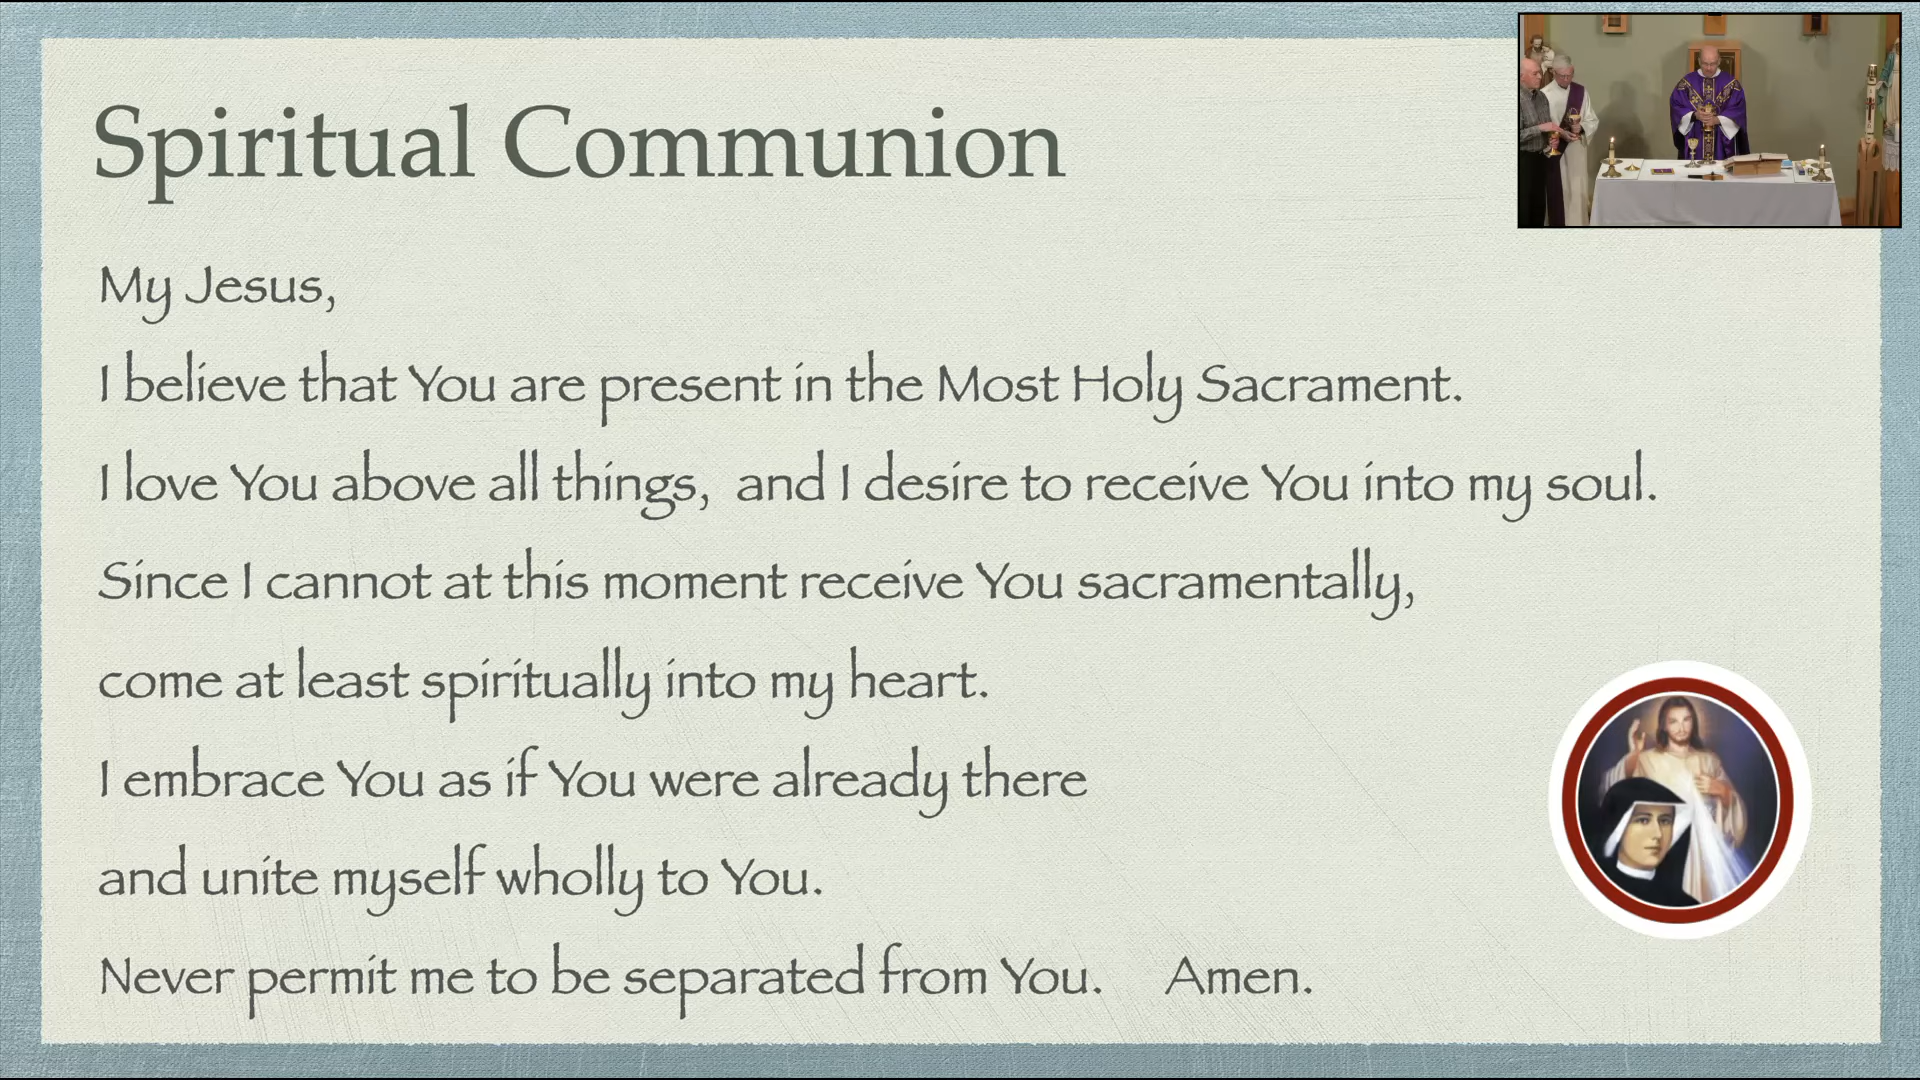 Spiritual Communion
My Jesus,
I believe that You are present in the Most Holy Sacrament.
I love You above all things, and I desire to receive You into my soul.
Since I cannot at this moment receive You sacramentally,
come at least spiritually into my heart.
I embrace You as if You were already there
and unite myself wholly to You.
Never permit me to be separated from You. Amen.